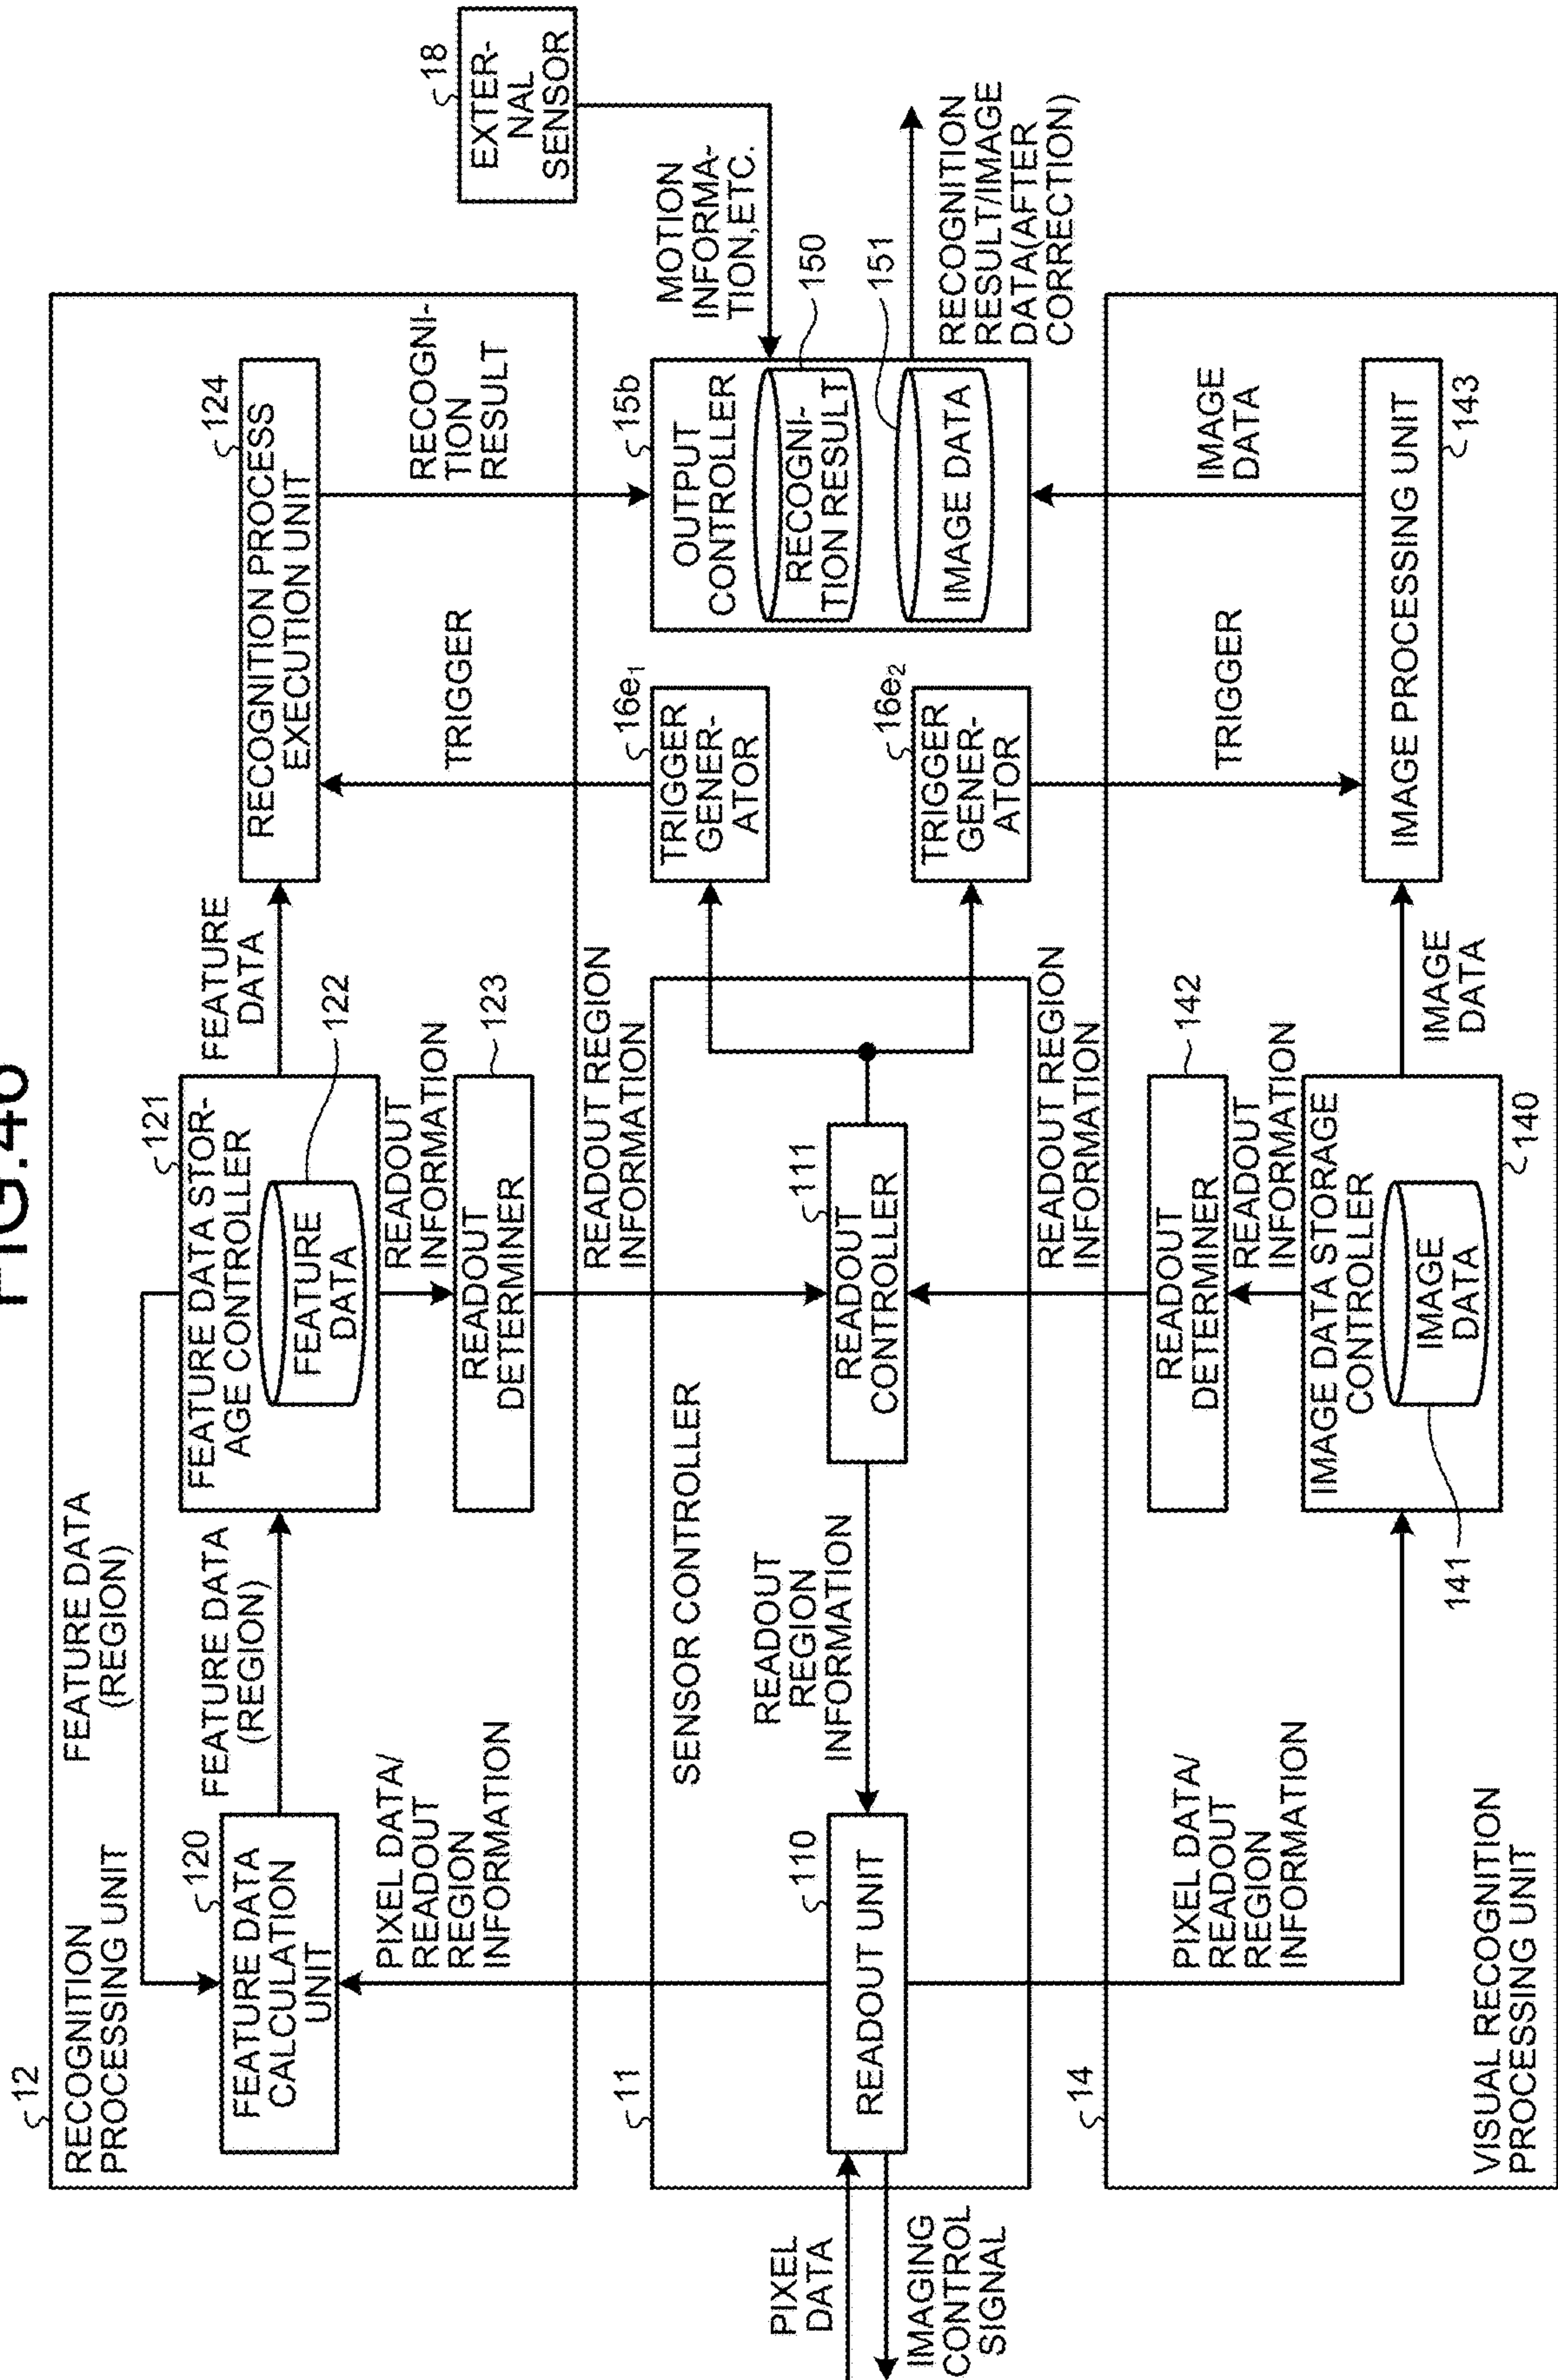 FIG.46
12
RECOGNITION
PROCESSING UNIT
FEATURE DATA
(REGION)
120
FEATURE DATA
CALCULATION
UNIT
FEATURE DATA
(REGION)
121
FEATURE DATA STOR-
AGE CONTROLLER
FEATURE
DATA
122
FEATURE
DATA
124
RECOGNITION PROCESS
EXECUTION UNIT
PIXEL DATA/
READOUT
REGION
INFORMATION
READOUT
INFORMATION
READOUT
DETERMINER
123
TRIGGER
RECOGNI-
TION
RESULT
18
EXTER-
NAL
SENSOR
READOUT REGION
INFORMATION
11
SENSOR CONTROLLER
PIXEL
DATA
IMAGING
CONTROL
SIGNAL
110
READOUT UNIT
READOUT
REGION
INFORMATION
111
READOUT
CONTROLLER
16e1
TRIGGER
GENER-
ATOR
16e2
TRIGGER
GENER-
ATOR
15b
OUTPUT
CONTROLLER
RECOGNI-
TION RESULT
150
IMAGE DATA
151
MOTION
INFORMA-
TION,ETC.
RECOGNITION
RESULT/IMAGE
DATA(AFTER
CORRECTION)
READOUT REGION
INFORMATION
14
PIXEL DATA/
READOUT
REGION
INFORMATION
READOUT
DETERMINER
142
READOUT
INFORMATION
IMAGE DATA STORAGE
CONTROLLER
IMAGE
DATA
141
140
IMAGE
DATA
TRIGGER
IMAGE
DATA
IMAGE PROCESSING UNIT
143
VISUAL RECOGNITION
PROCESSING UNIT